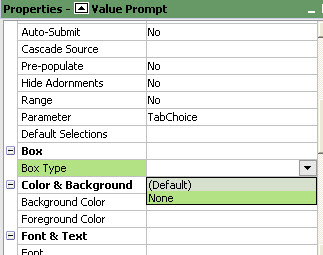 Properties - Value Prompt
Auto-Submit No
Cascade Source
Pre-populate No
Hide Adornments No
Range No
Parameter TabChoice
Default Selections
Box
Box Type
Color & Background (Default)
Background Color None
Foreground Color
Font & Text
Font